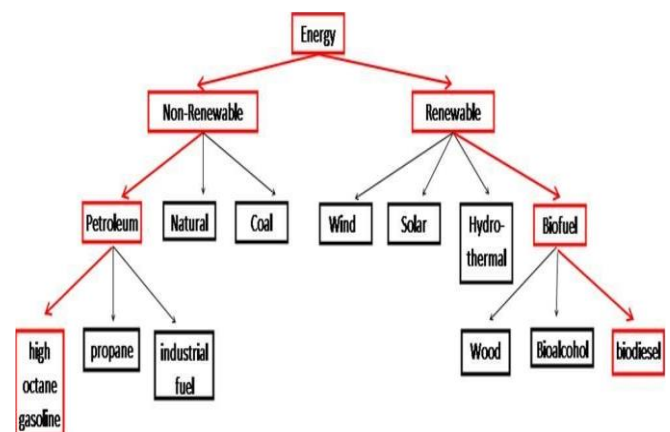 Energy
Non-Renewable
Renewable
Petroleum
Natural
Coal
Wind
Solar
Hydro-
thermal
Biofuel
high
octane
gasoline
propane
industrial
fuel
Wood
Bioalcohol
biodiesel